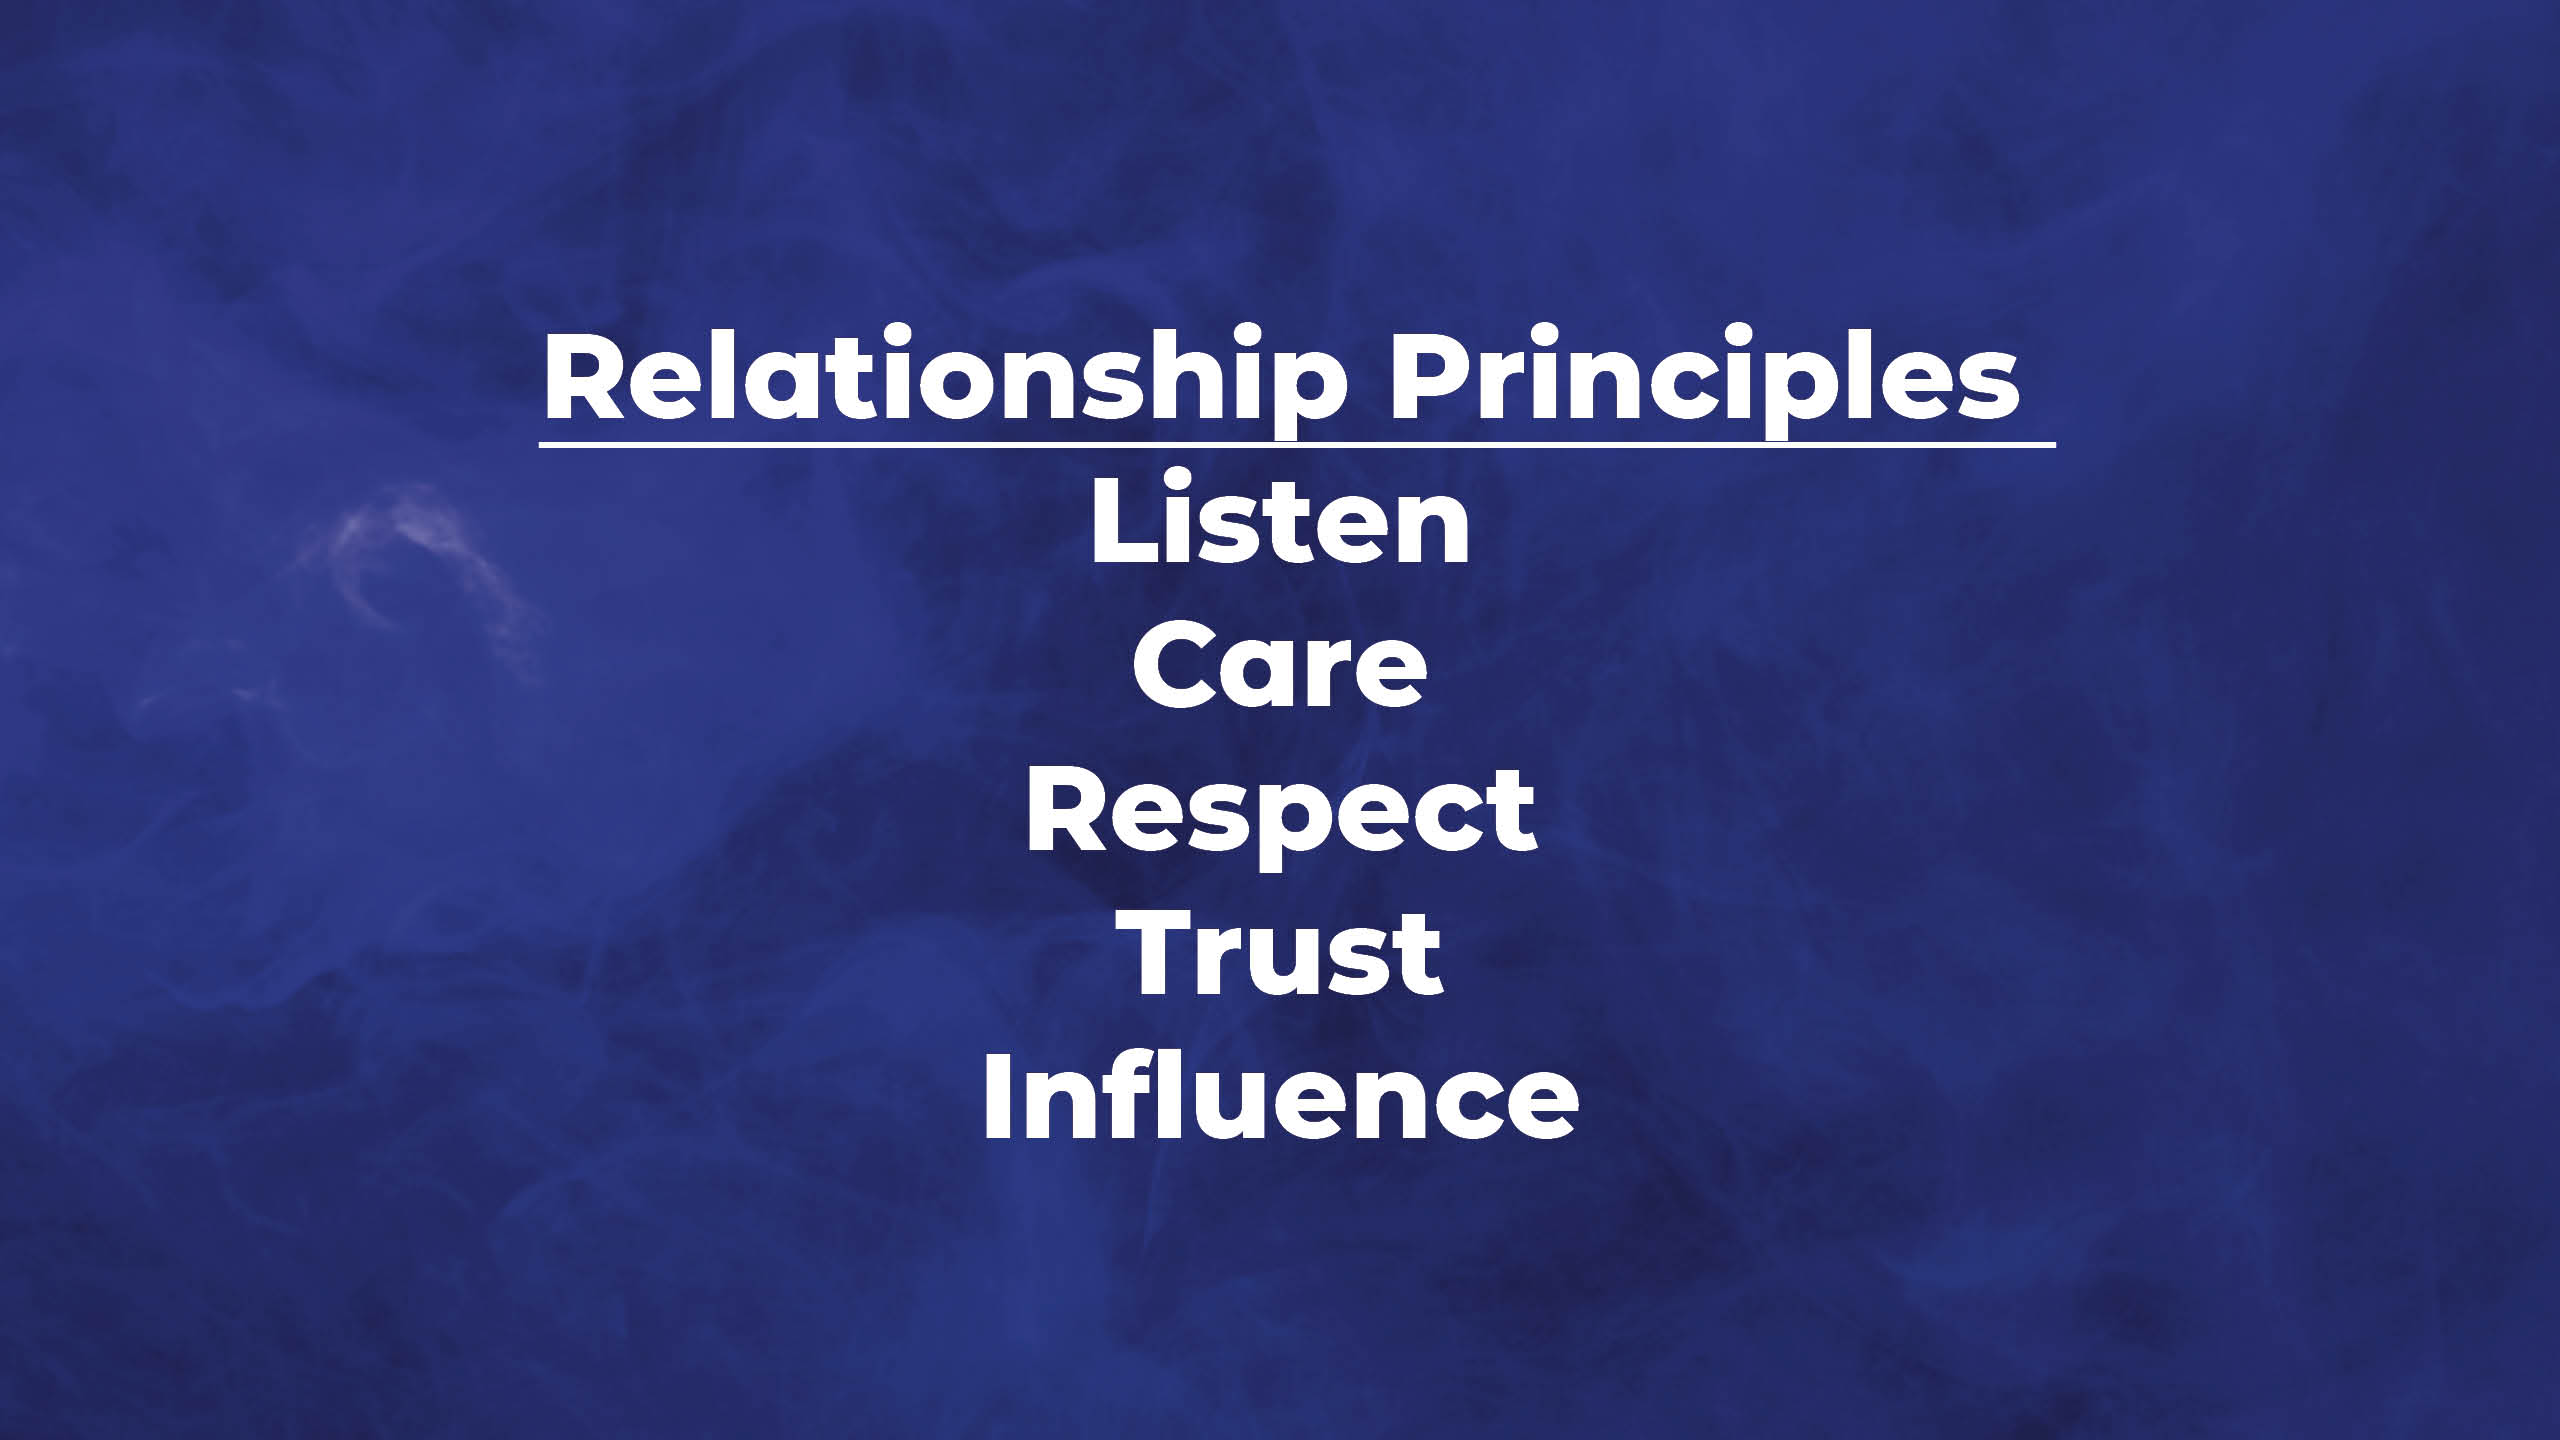 Relationship Principles
Listen
Care
Respect
Trust
Influence